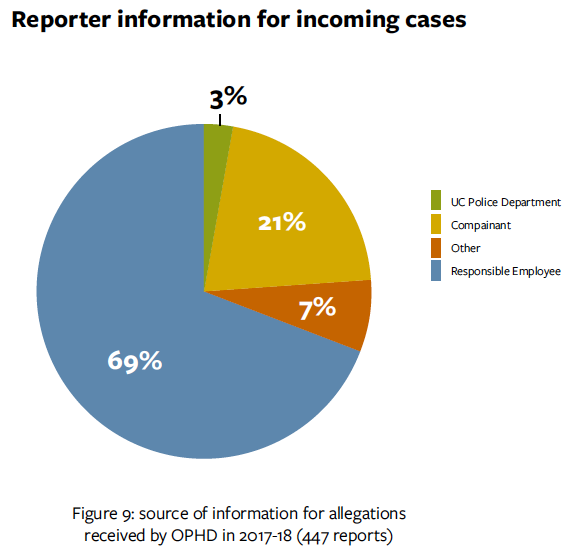 Reporter information for incoming cases
3%
21%
7%
69%
UC Police Department
Compainant
Other
Responsible Employee
Figure 9: source of information for allegations
received by OPHD in 2017-18 (447 reports)